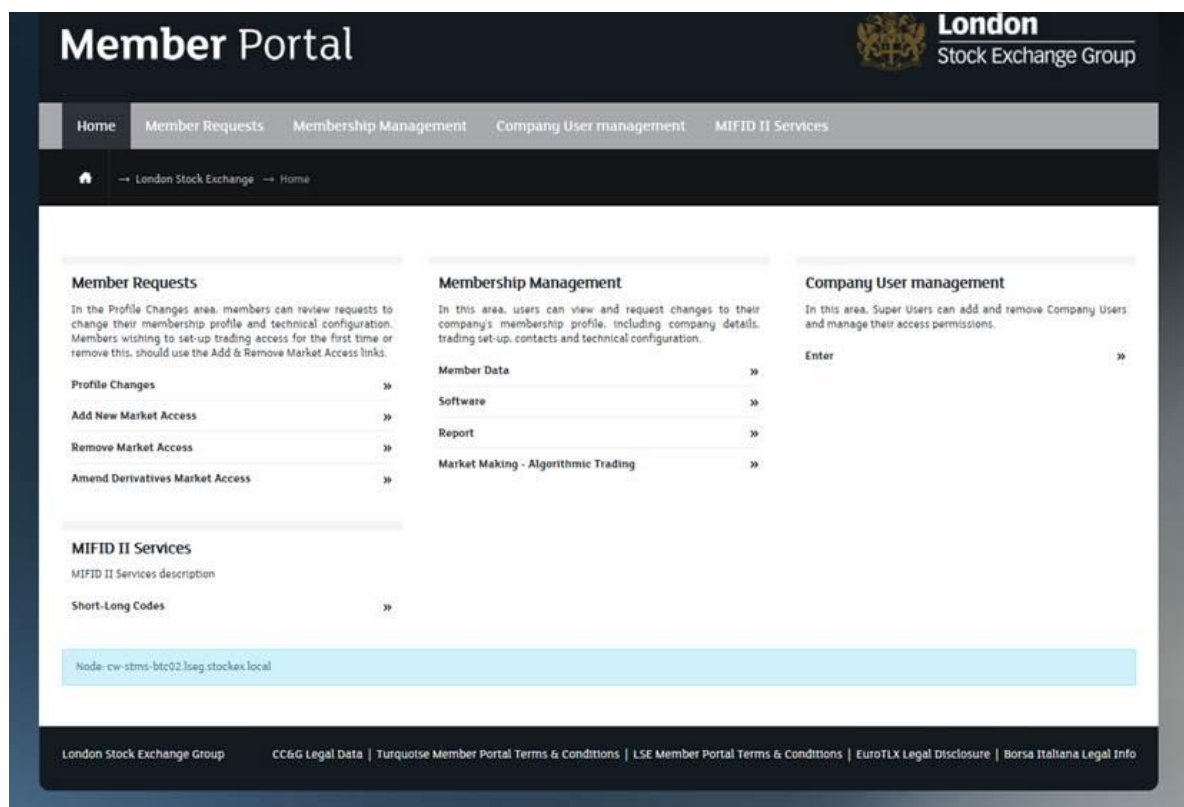 Member Portal
London
Stock Exchange Group
Home Member Requests Membership Management Company User management MIFID II Services
→ London Stock Exchange → Home
Member Requests
In the Profile Changes area, members can review requests to
change their membership profile and technical configuration.
Members wishing to set-up trading access for the first time or
remove this, should use the Add & Remove Market Access links.
Profile Changes »
Add New Market Access »
Remove Market Access »
Amend Derivatives Market Access »
Membership Management
In this area, users can view and request changes to their
company's membership profile, including company details,
trading set-up, contacts and technical configuration.
Member Data »
Software »
Report »
Market Making - Algorithmic Trading »
Company User management
In this area, Super Users can add and remove Company Users
and manage their access permissions.
Enter »
MIFID II Services
MIFID II Services description
Short-Long Codes »
Node: cw-stms-btc02.lseg.stockex.local
London Stock Exchange Group CC&G Legal Data | Turquoise Member Portal Terms & Conditions | LSE Member Portal Terms & Conditions | EuroTLX Legal Disclosure | Borsa Italiana Legal Info